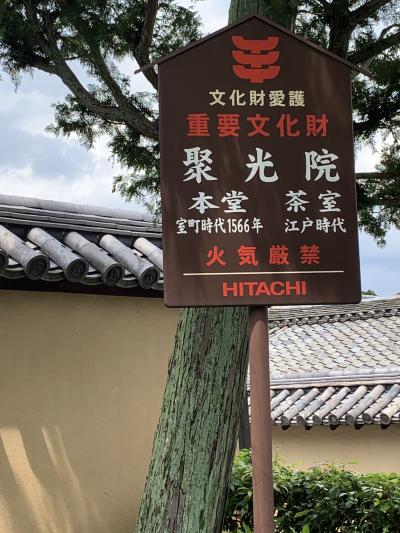 文化財愛護
重要文化財
聚光院
本堂 茶室
室町時代1566年 江戸時代
火気厳禁
HITACHI